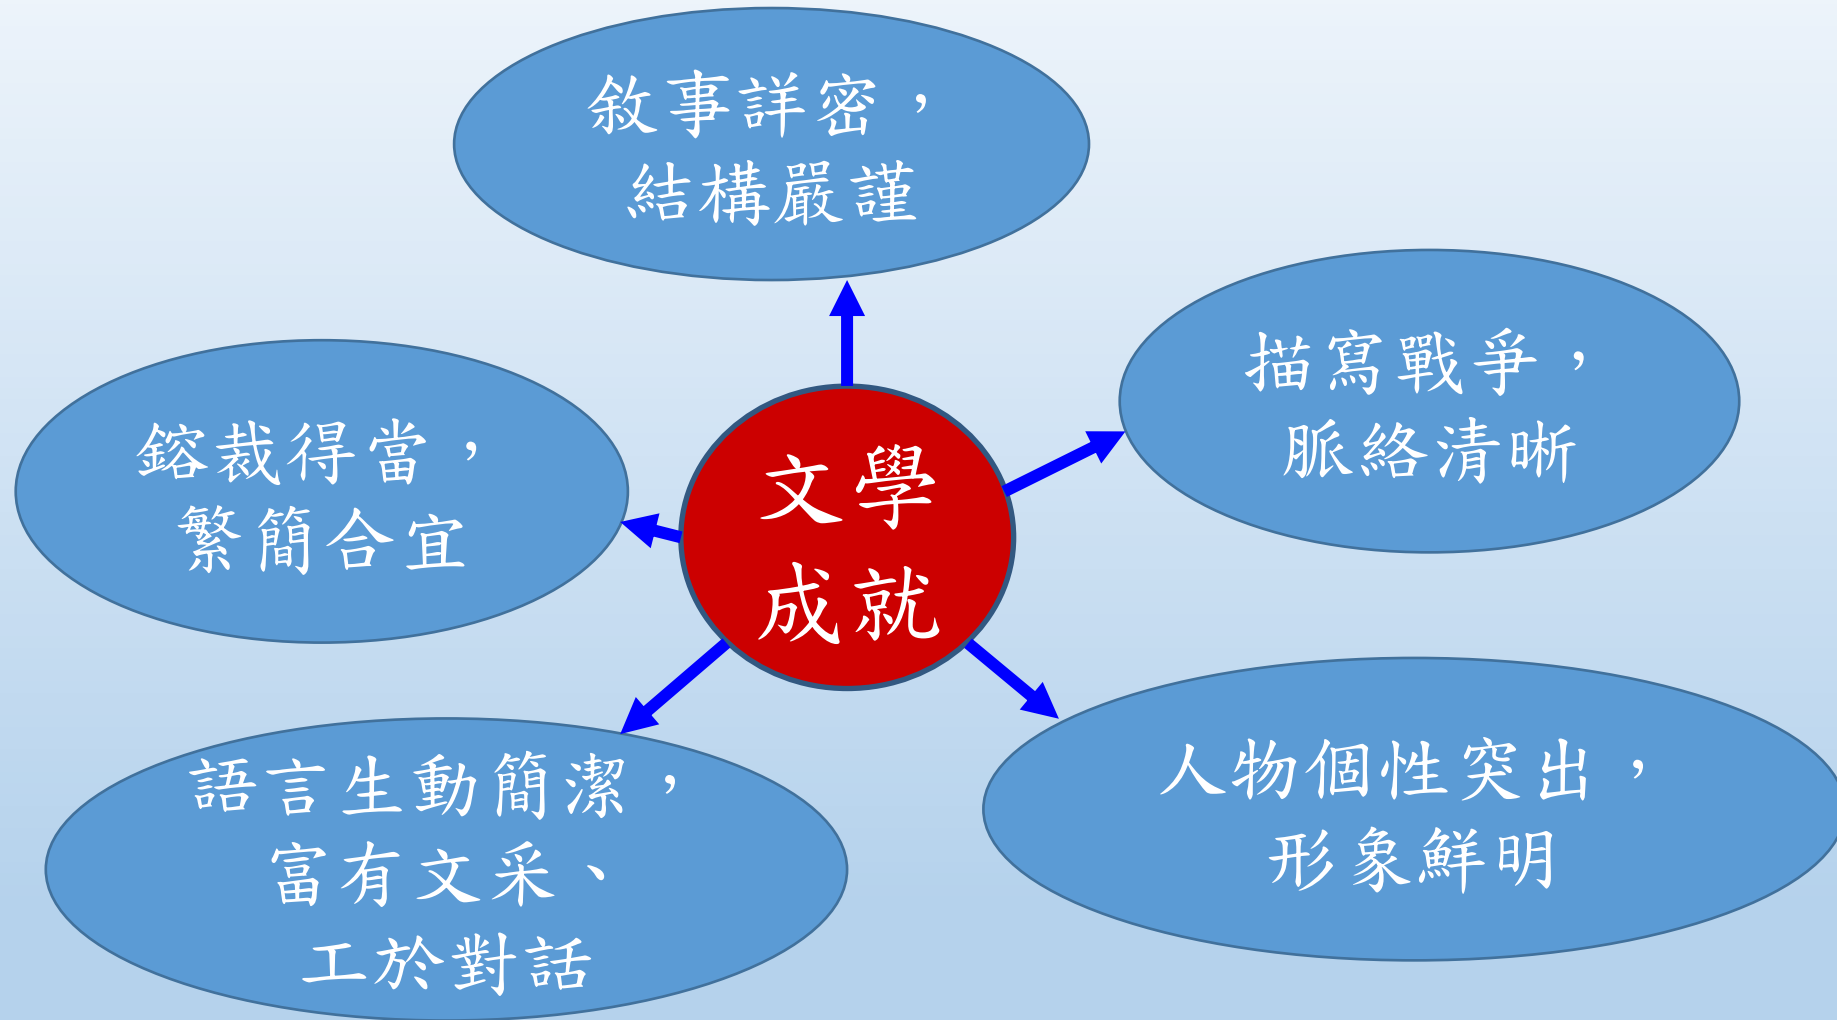 敘事詳密，
結構嚴謹
描寫戰爭，
脈絡清晰
鎔裁得當，
繁簡合宜
文學
成就
人物個性突出，
形象鮮明
語言生動簡潔，
富有文采、
工於對話